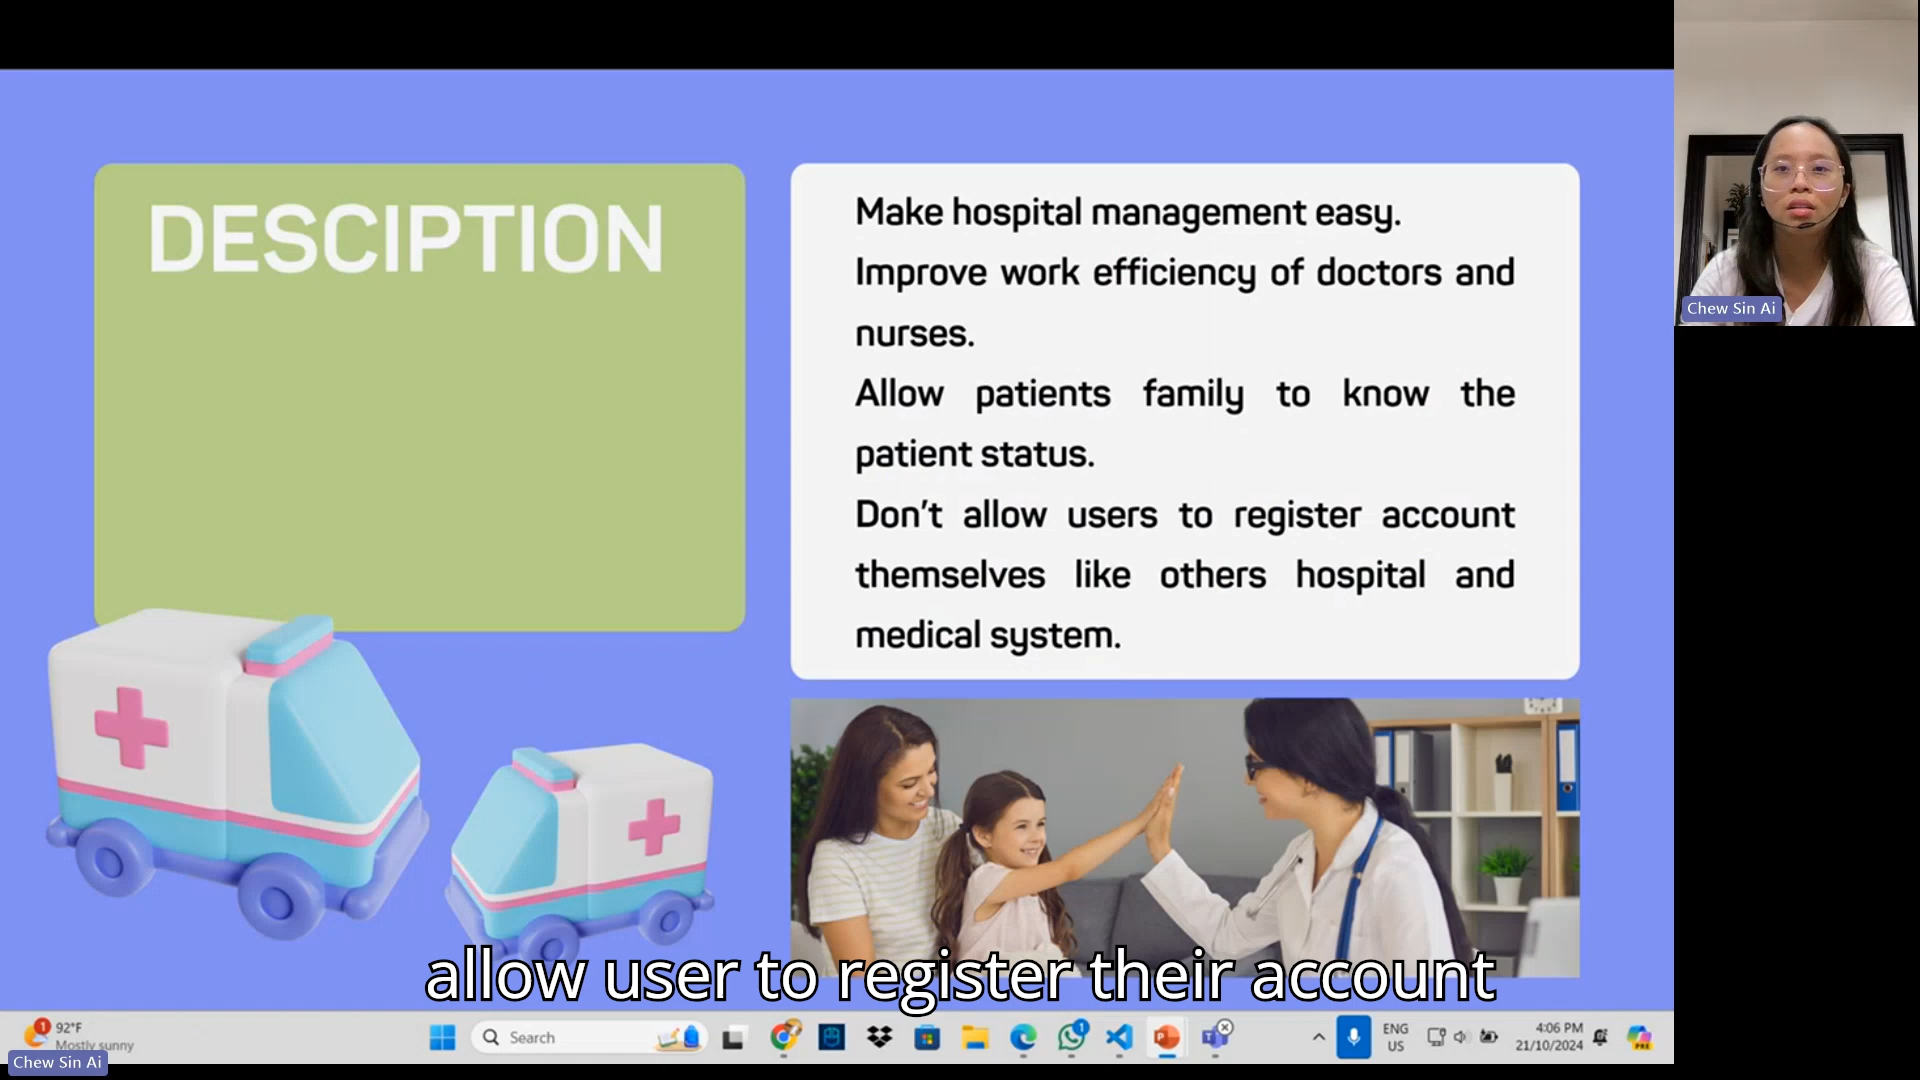 DESCIPTION
Make hospital management easy.
Improve work efficiency of doctors and
nurses.
Allow patients family to know the
patient status.
Don't allow users to register account
themselves like others hospital and
medical system.
Chew Sin Ai
allow user to register their account
1
92°F
Mostly sunny
Search
1
ENG
US
4:06 PM
21/10/2024
PRE
Chew Sin Ai